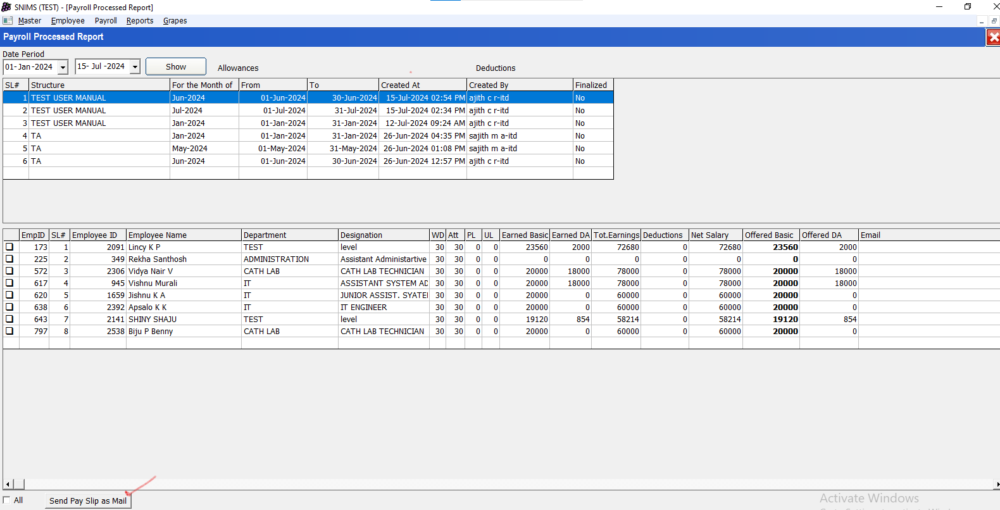 SNIMS (TEST) - [Payroll Processed Report]
Master Employee Payroll Reports Grapes
Payroll Processed Report
Date Period
01-Jan -2024 15- Jul -2024 Show Allowances Deductions
SL# Structure For the Month of From To Created At Created By Finalized
1 TEST USER MANUAL Jun-2024 01-Jun-2024 30-Jun-2024 15-Jul-2024 02:54 PM ajith c r-itd No
2 TEST USER MANUAL Jul-2024 01-Jul-2024 31-Jul-2024 15-Jul-2024 02:34 PM ajith c r-itd No
3 TEST USER MANUAL Jan-2024 01-Jan-2024 31-Jan-2024 12-Jul-2024 09:24 AM ajith c r-itd No
4 TA Jan-2024 01-Jan-2024 31-Jan-2024 26-Jun-2024 04:35 PM sajith m a-itd No
5 TA May-2024 01-May-2024 31-May-2024 26-Jun-2024 01:08 PM sajith m a-itd No
6 TA Jun-2024 01-Jun-2024 30-Jun-2024 26-Jun-2024 12:57 PM ajith c r-itd No
EmpID SL# Employee ID Employee Name Department Designation WD Att PL UL Earned Basic Earned DA Tot.Earnings Deductions Net Salary Offered Basic Offered DA Email
173 1 2091 Lincy K P TEST level 30 30 0 0 23560 2000 72680 0 72680 23560 2000
225 2 349 Rekha Santhosh ADMINISTRATION Assistant Administartive 30 30 0 0 0 0 0 0 0 0 0
572 3 2306 Vidya Nair V CATH LAB CATH LAB TECHNICIAN 30 30 0 0 20000 18000 78000 0 78000 20000 18000
617 4 945 Vishnu Murali IT ASSISTANT SYSTEM AD 30 30 0 0 20000 18000 78000 0 78000 20000 18000
620 5 1659 Jishnu K A IT JUNIOR ASSIST. SYATE 30 30 0 0 20000 0 60000 0 60000 20000 0
638 6 2392 Apsalo K K IT IT ENGINEER 30 30 0 0 20000 0 60000 0 60000 20000 0
643 7 2141 SHINY SHAJU TEST level 30 30 0 0 19120 854 58214 0 58214 19120 854
797 8 2538 Biju P Benny CATH LAB CATH LAB TECHNICIAN 30 30 0 0 20000 0 60000 0 60000 20000 0
All Send Pay Slip as Mail
Activate Windows